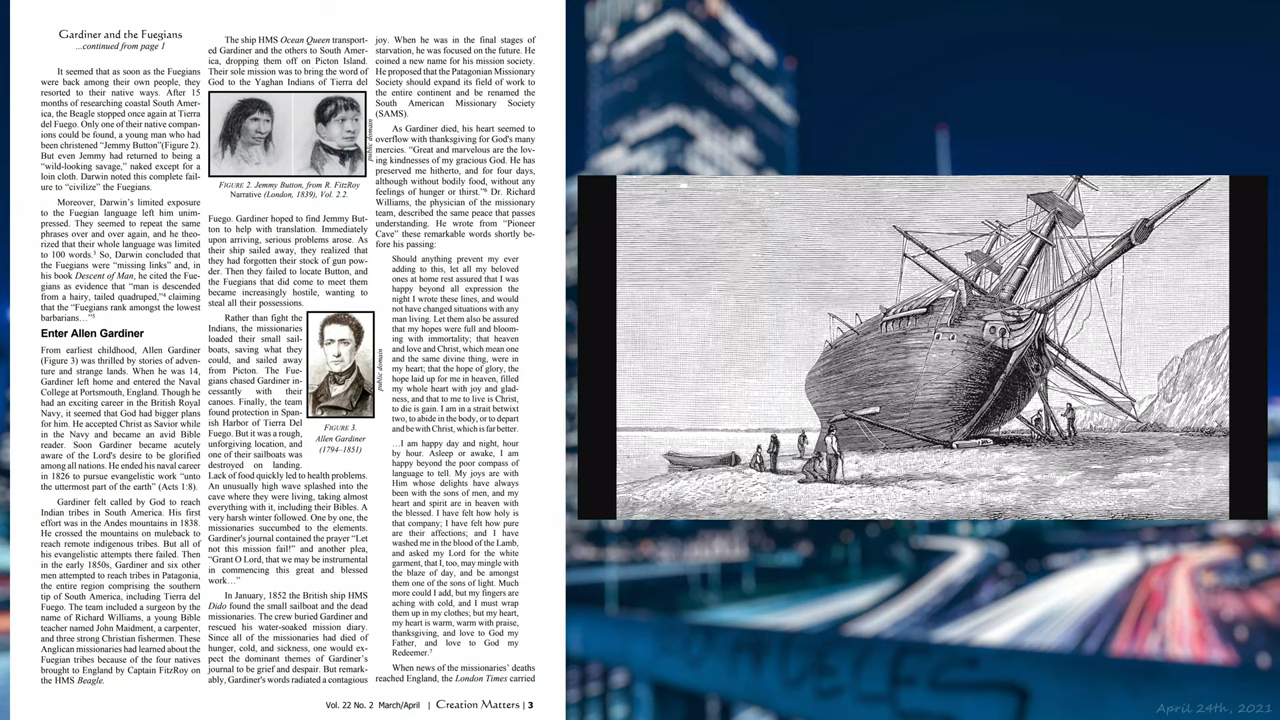 Gardiner and the Fuegians
...continued from page 1
It seemed that as soon as the Fuegians
were back among their own people, they
resorted to their native ways. After 15
months of researching coastal South Amer-
ica, the Beagle stopped once again at Tierra
del Fuego. Only one of their native compan-
ions could be found, a young man who had
been christened “Jemmy Button”(Figure 2).
But even Jemmy had returned to being a
“wild-looking savage,” naked except for a
loin cloth. Darwin noted this complete fail-
ure to “civilize” the Fuegians.
Moreover, Darwin’s limited exposure
to the Fuegian language left him unim-
pressed. They seemed to repeat the same
phrases over and over again, and he theo-
rized that their whole language was limited
to 100 words.³ So, Darwin concluded that
the Fuegians were “missing links” and, in
his book Descent of Man, he cited the Fue-
gians as evidence that “man is descended
from a hairy, tailed quadruped,”⁴ claiming
that the “Fuegians rank amongst the lowest
barbarians…”⁵
Enter Allen Gardiner
From earliest childhood, Allen Gardiner
(Figure 3) was thrilled by stories of adven-
ture and strange lands. When he was 14,
Gardiner left home and entered the Naval
College at Portsmouth, England. Though he
had an exciting career in the British Royal
Navy, it seemed that God had bigger plans
for him. He accepted Christ as Savior while
in the Navy and became an avid Bible
reader. Soon Gardiner became acutely
aware of the Lord's desire to be glorified
among all nations. He ended his naval career
in 1826 to pursue evangelistic work “unto
the uttermost part of the earth” (Acts 1:8).
Gardiner felt called by God to reach
Indian tribes in South America. His first
effort was in the Andes mountains in 1838.
He crossed the mountains on muleback to
reach remote indigenous tribes. But all of
his evangelistic attempts there failed. Then
in the early 1850s, Gardiner and six other
men attempted to reach tribes in Patagonia,
the entire region comprising the southern
tip of South America, including Tierra del
Fuego. The team included a surgeon by the
name of Richard Williams, a young Bible
teacher named John Maidment, a carpenter,
and three strong Christian fishermen. These
Anglican missionaries had learned about the
Fuegian tribes because of the four natives
brought to England by Captain FitzRoy on
the HMS Beagle.
The ship HMS Ocean Queen transport-
ed Gardiner and the others to South Amer-
ica, dropping them off on Picton Island.
Their sole mission was to bring the word of
God to the Yaghan Indians of Tierra del
public domain
FIGURE 2. Jemmy Button, from R. FitzRoy
Narrative (London, 1839), Vol. 2.2.
Fuego. Gardiner hoped to find Jemmy But-
ton to help with translation. Immediately
upon arriving, serious problems arose. As
their ship sailed away, they realized that
they had forgotten their stock of gun pow-
der. Then they failed to locate Button, and
the Fuegians that did come to meet them
became increasingly hostile, wanting to
steal all their possessions.
Rather than fight the
Indians, the missionaries
loaded their small sail-
boats, saving what they
could, and sailed away
from Picton. The Fue-
gians chased Gardiner in-
cessantly with their
canoes. Finally, the team
found protection in Span-
ish Harbor of Tierra Del
Fuego. But it was a rough,
unforgiving location, and
one of their sailboats was
destroyed on landing.
public domain
FIGURE 3.
Allen Gardiner
(1794–1851)
Lack of food quickly led to health problems.
An unusually high wave splashed into the
cave where they were living, taking almost
everything with it, including their Bibles. A
very harsh winter followed. One by one, the
missionaries succumbed to the elements.
Gardiner's journal contained the prayer “Let
not this mission fail!” and another plea,
“Grant O Lord, that we may be instrumental
in commencing this great and blessed
work…”
In January, 1852 the British ship HMS
Dido found the small sailboat and the dead
missionaries. The crew buried Gardiner and
rescued his water-soaked mission diary.
Since all of the missionaries had died of
hunger, cold, and sickness, one would ex-
pect the dominant themes of Gardiner’s
journal to be grief and despair. But remark-
ably, Gardiner's words radiated a contagious
joy. When he was in the final stages of
starvation, he was focused on the future. He
coined a new name for his mission society.
He proposed that the Patagonian Missionary
Society should expand its field of work to
the entire continent and be renamed the
South American Missionary Society
(SAMS).
As Gardiner died, his heart seemed to
overflow with thanksgiving for God's many
mercies. “Great and marvelous are the lov-
ing kindnesses of my gracious God. He has
preserved me hitherto, and for four days,
although without bodily food, without any
feelings of hunger or thirst.”⁶ Dr. Richard
Williams, the physician of the missionary
team, described the same peace that passes
understanding. He wrote from “Pioneer
Cave” these remarkable words shortly be-
fore his passing:
Should anything prevent my ever
adding to this, let all my beloved
ones at home rest assured that I was
happy beyond all expression the
night I wrote these lines, and would
not have changed situations with any
man living. Let them also be assured
that my hopes were full and bloom-
ing with immortality; that heaven
and love and Christ, which mean one
and the same divine thing, were in
my heart; that the hope of glory, the
hope laid up for me in heaven, filled
my whole heart with joy and glad-
ness, and that to me to live is Christ,
to die is gain. I am in a strait betwixt
two, to abide in the body, or to depart
and be with Christ, which is far better.
…I am happy day and night, hour
by hour. Asleep or awake, I am
happy beyond the poor compass of
language to tell. My joys are with
Him whose delights have always
been with the sons of men, and my
heart and spirit are in heaven with
the blessed. I have felt how holy is
that company; I have felt how pure
are their affections; and I have
washed me in the blood of the Lamb,
and asked my Lord for the white
garment, that I, too, may mingle with
the blaze of day, and be amongst
them one of the sons of light. Much
more could I add, but my fingers are
aching with cold, and I must wrap
them up in my clothes; but my heart,
my heart is warm, warm with praise,
thanksgiving, and love to God my
Father, and love to God my
Redeemer.⁷
When news of the missionaries’ deaths
reached England, the London Times carried
Vol. 22 No. 2 March/April | Creation Matters | 3
April 24th, 2021